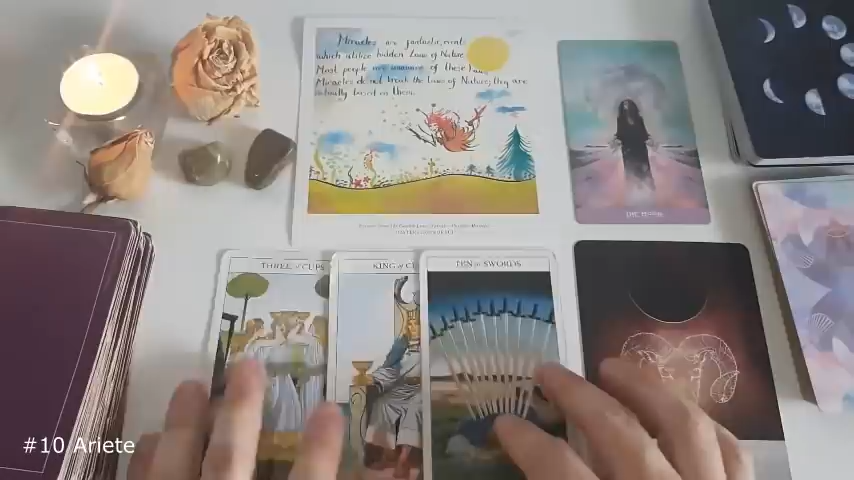 Miracles are fantastic events
which utilize hidden Laws of Nature.
Most people are unaware of these Laws.
Miracles do not break the Laws of Nature; they are
actually based on them.
THREE of CUPS
KING of CU
TEN of SWORDS
THE MOON
#10 Ariete